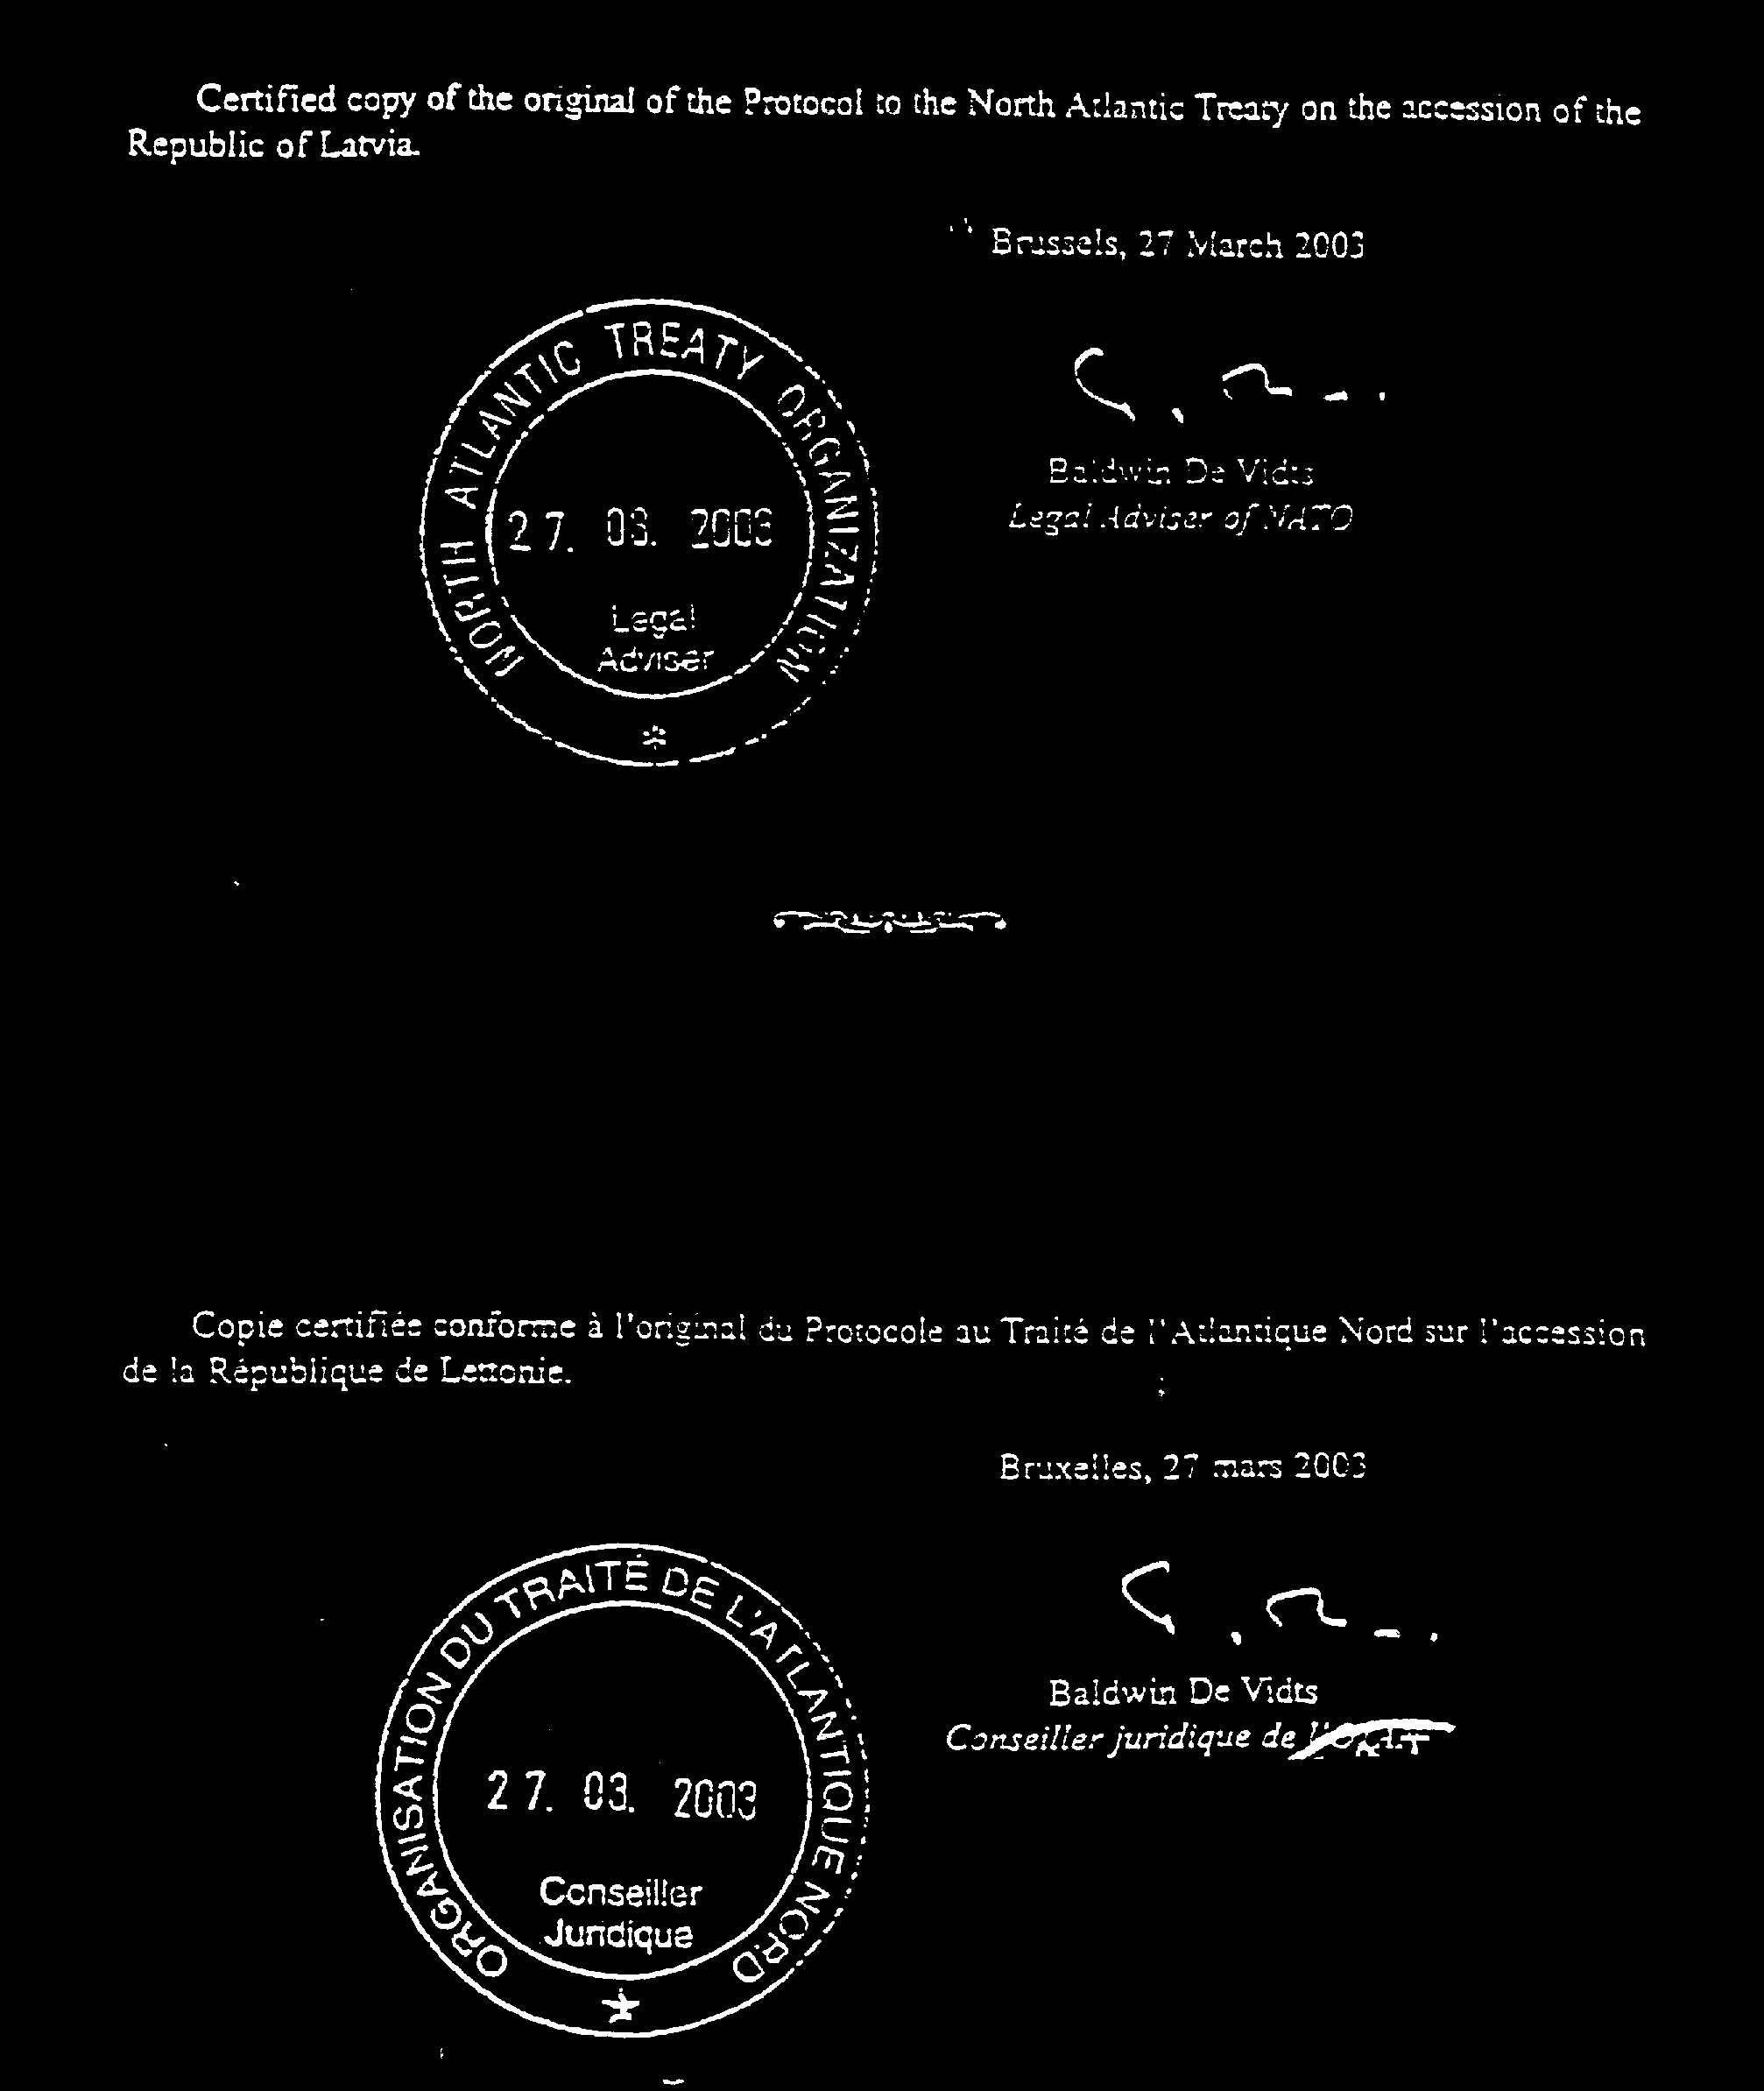 Certified copy of the original of the Protocol to the North Atlantic Treaty on the accession of the
Republic of Latvia.
Brussels, 27 March 2003
NORTH ATLANTIC TREATY ORGANIZATION
27. 03. 2003
Legal
Adviser
*
Baldwin De Vidts
Legal Adviser of NATO
Copie certifiée conforme à l'original du Protocole au Traité de l'Atlantique Nord sur l'accession
de la République de Lettonie.
Bruxelles, 27 mars 2003
ORGANISATION DU TRAITÉ DE L'ATLANTIQUE NORD
27. 03. 2003
Conseiller
Juridique
Baldwin De Vidts
Conseiller juridique de